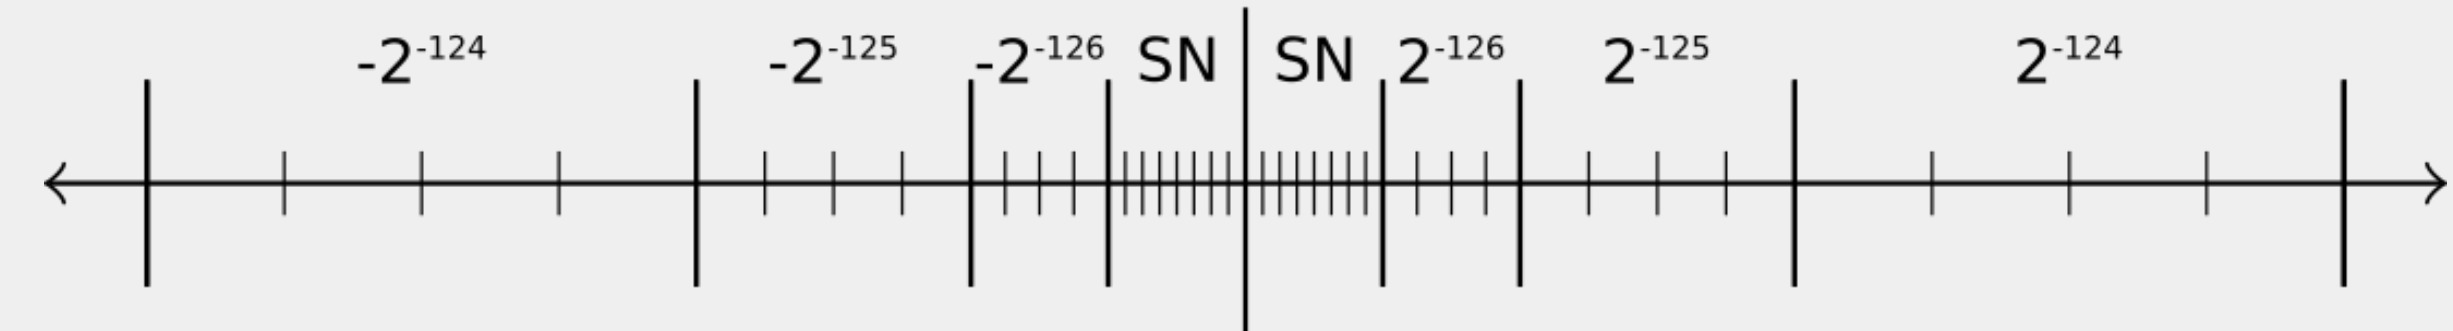 -2⁻¹²⁴ -2⁻¹²⁵ -2⁻¹²⁶ SN SN 2⁻¹²⁶ 2⁻¹²⁵ 2⁻¹²⁴